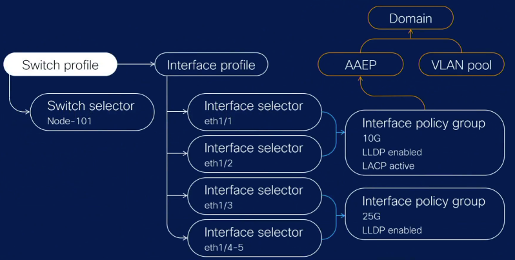 Domain
Switch profile
Interface profile
AAEP
VLAN pool
Switch selector
Node-101
Interface selector
eth1/1
Interface selector
eth1/2
Interface selector
eth1/3
Interface selector
eth1/4-5
Interface policy group
10G
LLDP enabled
LACP active
Interface policy group
25G
LLDP enabled